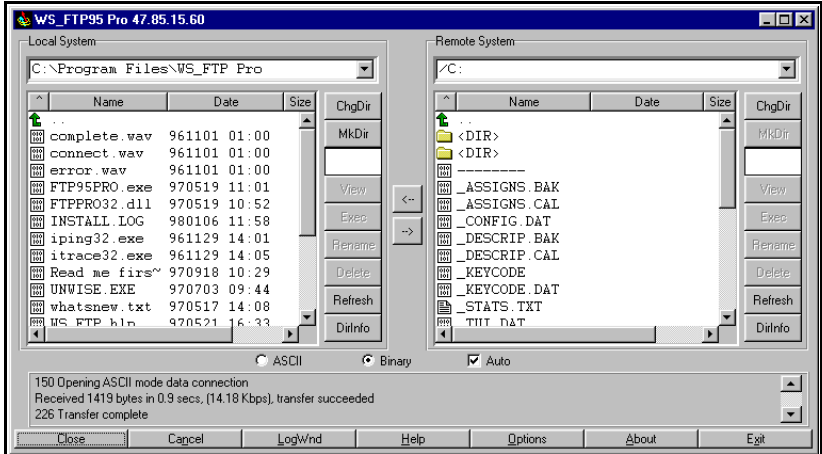 WS_FTP95 Pro 47.85.15.60
Local System
C:\Program Files\WS_FTP Pro
^ Name Date Size
..
complete.wav 961101 01:00
connect.wav 961101 01:00
error.wav 961101 01:00
FTP95PRO.exe 970519 11:01
FTPPRO32.dll 970519 10:52
INSTALL.LOG 980106 11:58
iping32.exe 961129 14:01
itrace32.exe 961129 14:05
Read me firs~ 970918 10:29
UNWISE.EXE 970703 09:44
whatsnew.txt 970517 14:08
WS_FTP.hlp 970521 16:33
ChgDir
MkDir
View
Exec
Rename
Delete
Refresh
DirInfo
<--
-->
Remote System
/C:
^ Name Date Size
..
<DIR>
<DIR>
--------
_ASSIGNS.BAK
_ASSIGNS.CAL
_CONFIG.DAT
_DESCRIP.BAK
_DESCRIP.CAL
_KEYCODE
_KEYCODE.DAT
_STATS.TXT
_TUI.DAT
ChgDir
MkDir
View
Exec
Rename
Delete
Refresh
DirInfo
ASCII Binary Auto
150 Opening ASCII mode data connection
Received 1419 bytes in 0.9 secs, (14.18 Kbps), transfer succeeded
226 Transfer complete
Close Cancel LogWnd Help Options About Exit